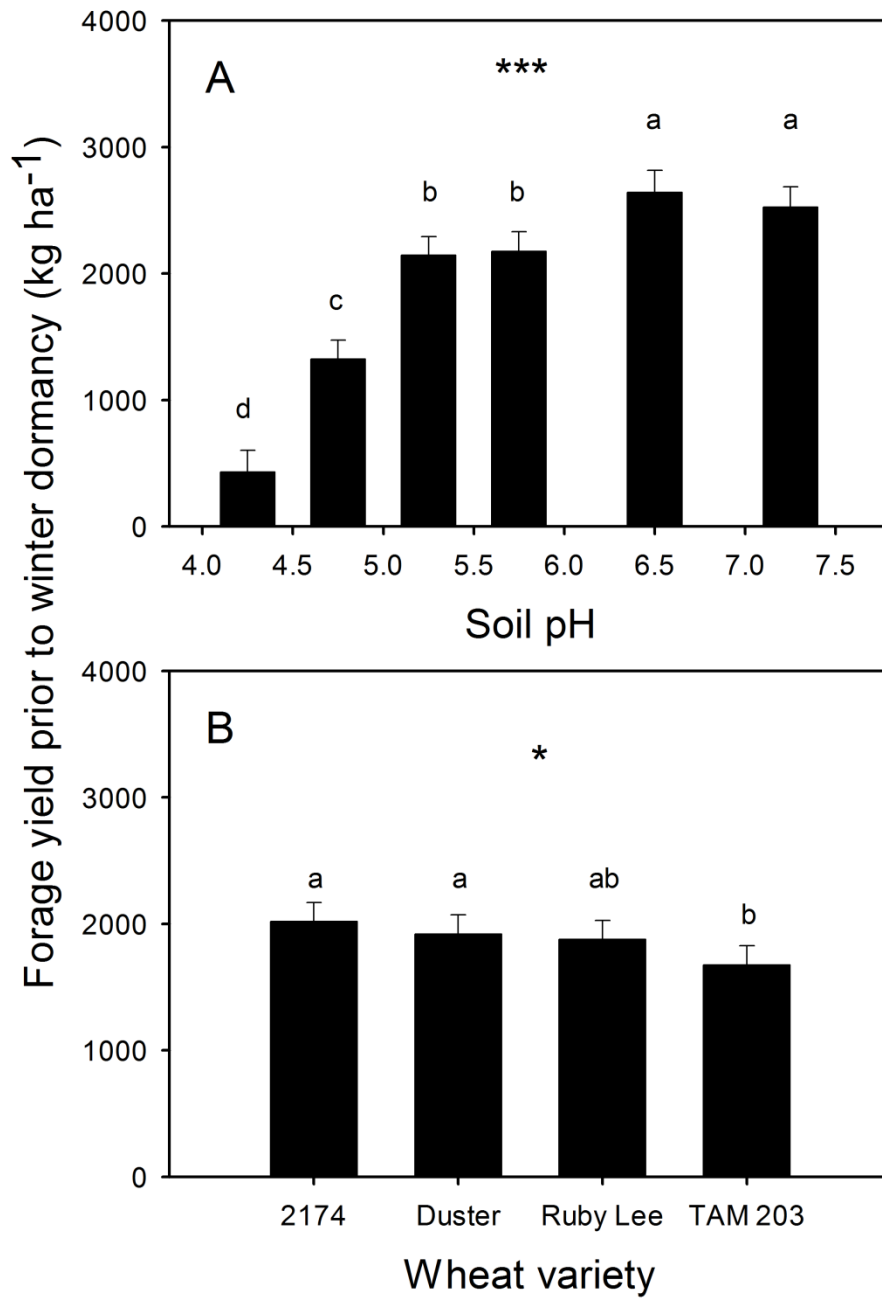 Forage yield prior to winter dormancy (kg ha⁻¹)
4000
3000
2000
1000
0
A
***
d
c
b
b
a
a
4.0 4.5 5.0 5.5 6.0 6.5 7.0 7.5
Soil pH
4000
3000
2000
1000
0
B
*
a
a
ab
b
2174 Duster Ruby Lee TAM 203
Wheat variety